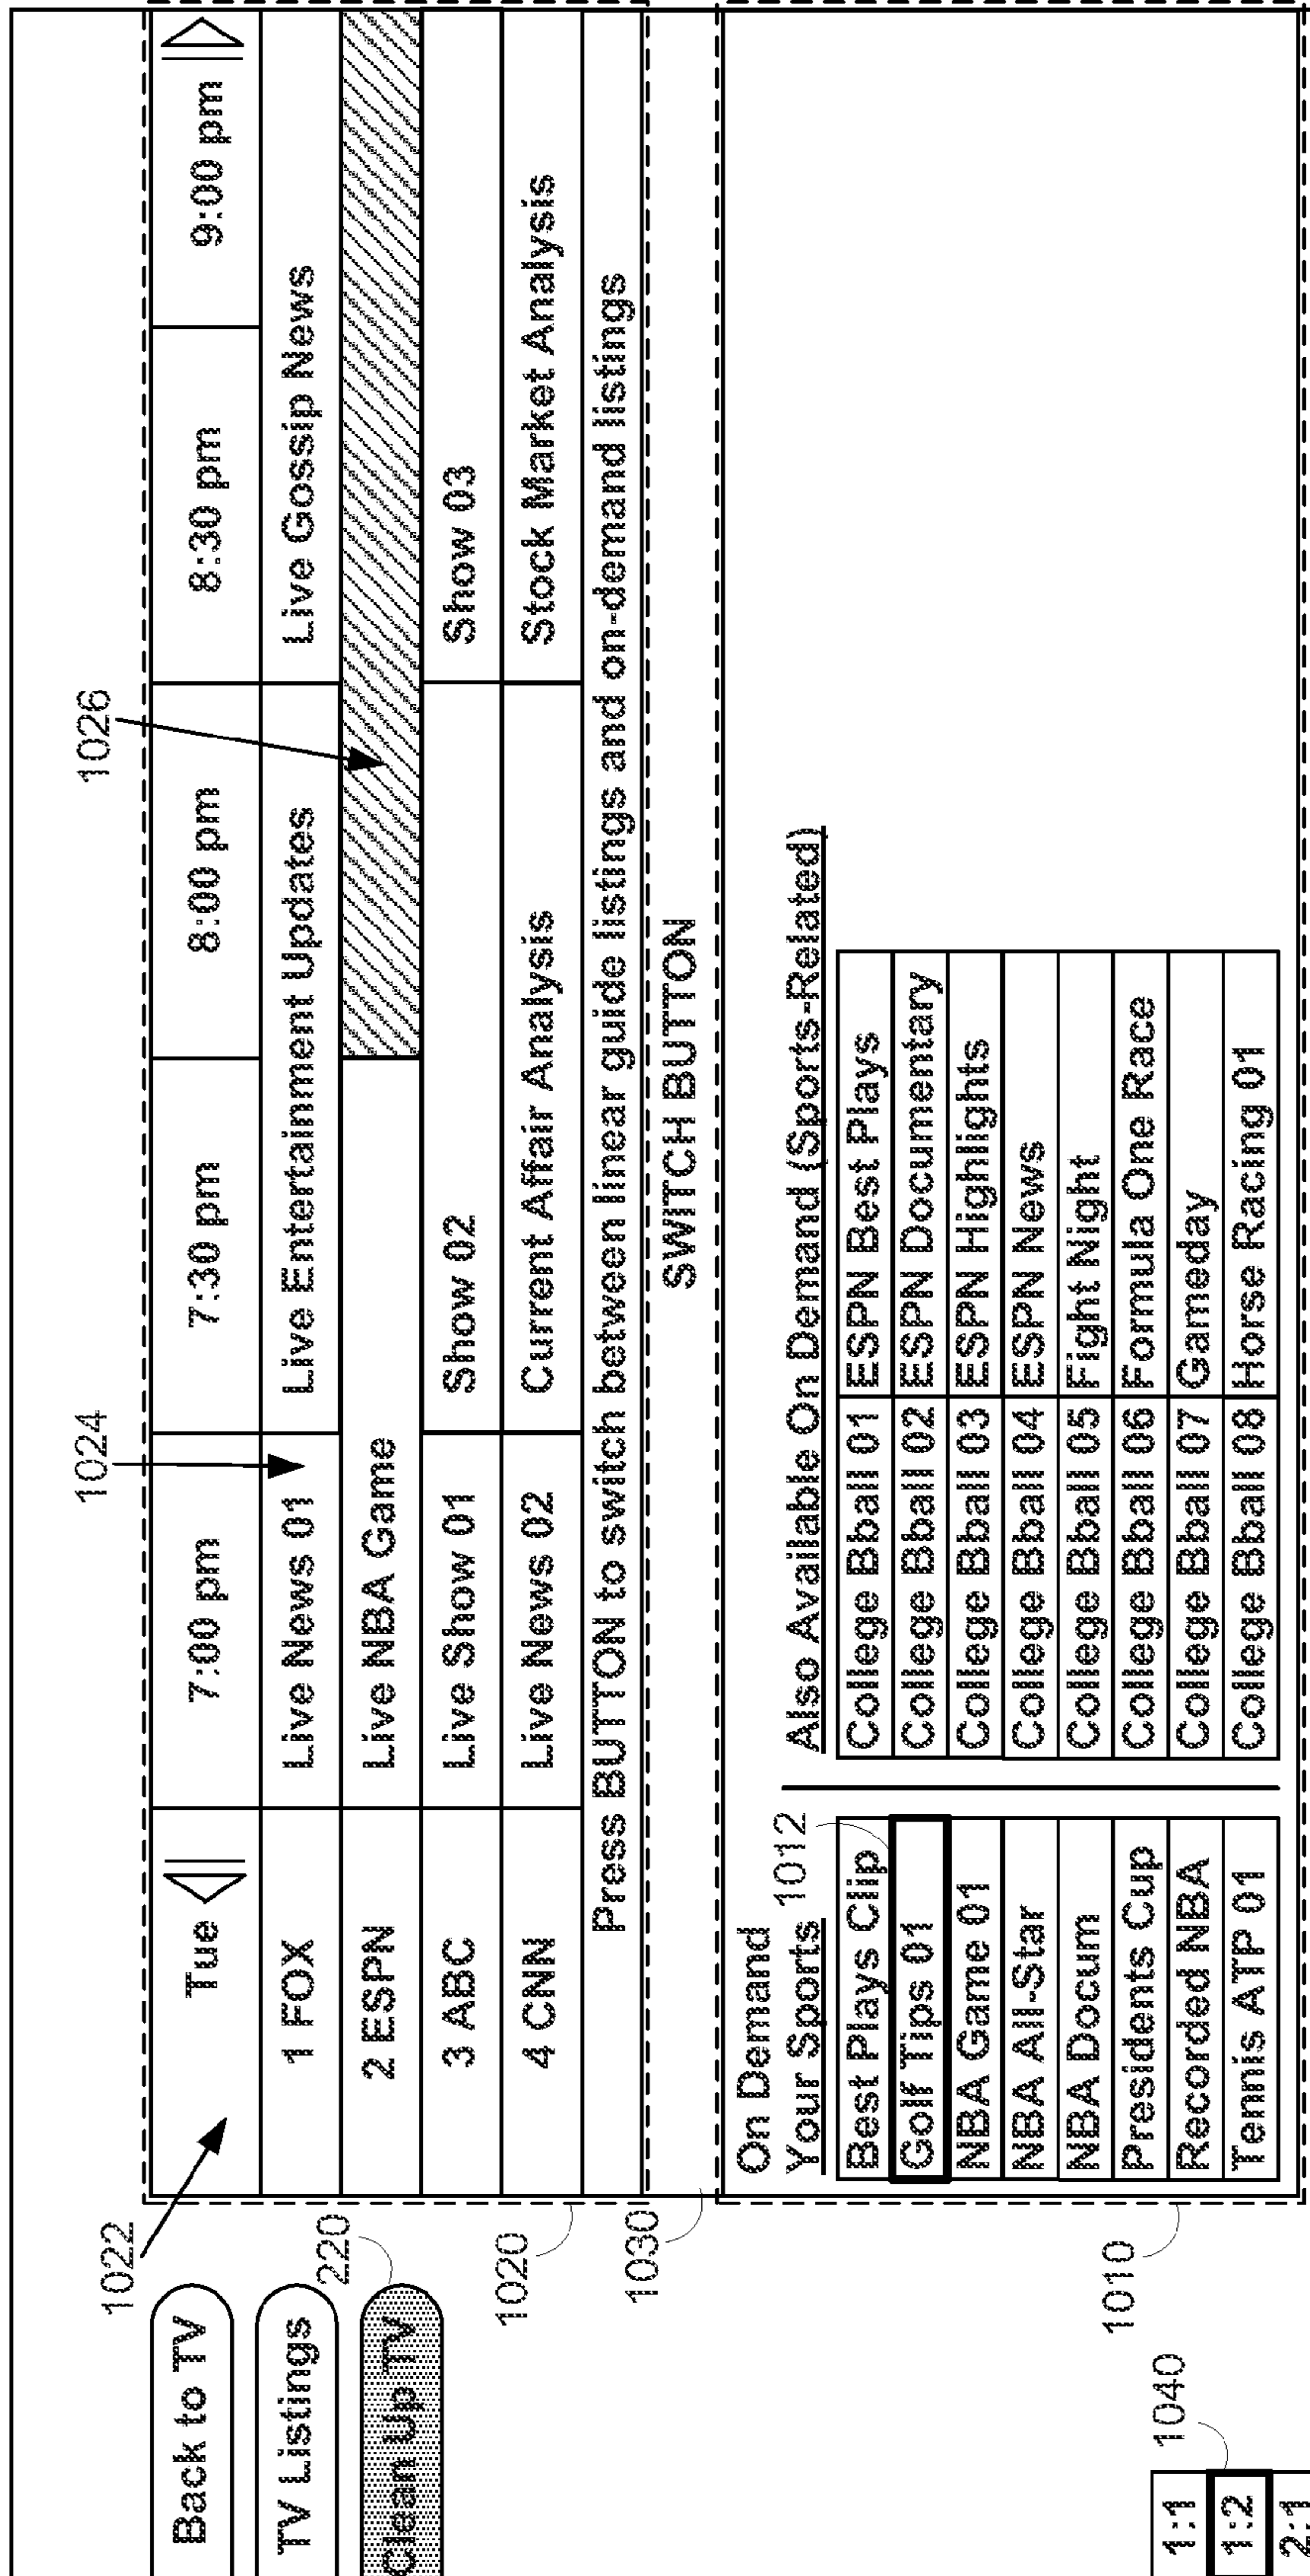 1022
1024
1026
Back to TV
TV Listings
Clean Up TV
220
Tue 7:00 pm 7:30 pm 8:00 pm 8:30 pm 9:00 pm
1 FOX Live News 01 Live Entertainment Updates Live Gossip News
2 ESPN Live NBA Game
3 ABC Live Show 01 Show 02 Show 03
4 CNN Live News 02 Current Affair Analysis Stock Market Analysis
Press BUTTON to switch between linear guide listings and on-demand listings
1020
SWITCH BUTTON
1030
On Demand
Your Sports
1012
Also Available On Demand (Sports-Related)
Best Plays Clip College Bball 01 ESPN Best Plays
Golf Tips 01 College Bball 02 ESPN Documentary
NBA Game 01 College Bball 03 ESPN Highlights
NBA All-Star College Bball 04 ESPN News
NBA Docum College Bball 05 Fight Night
Presidents Cup College Bball 06 Formula One Race
Recorded NBA College Bball 07 Gameday
Tennis ATP 01 College Bball 08 Horse Racing 01
1010
1040
1:1
1:2
2:1